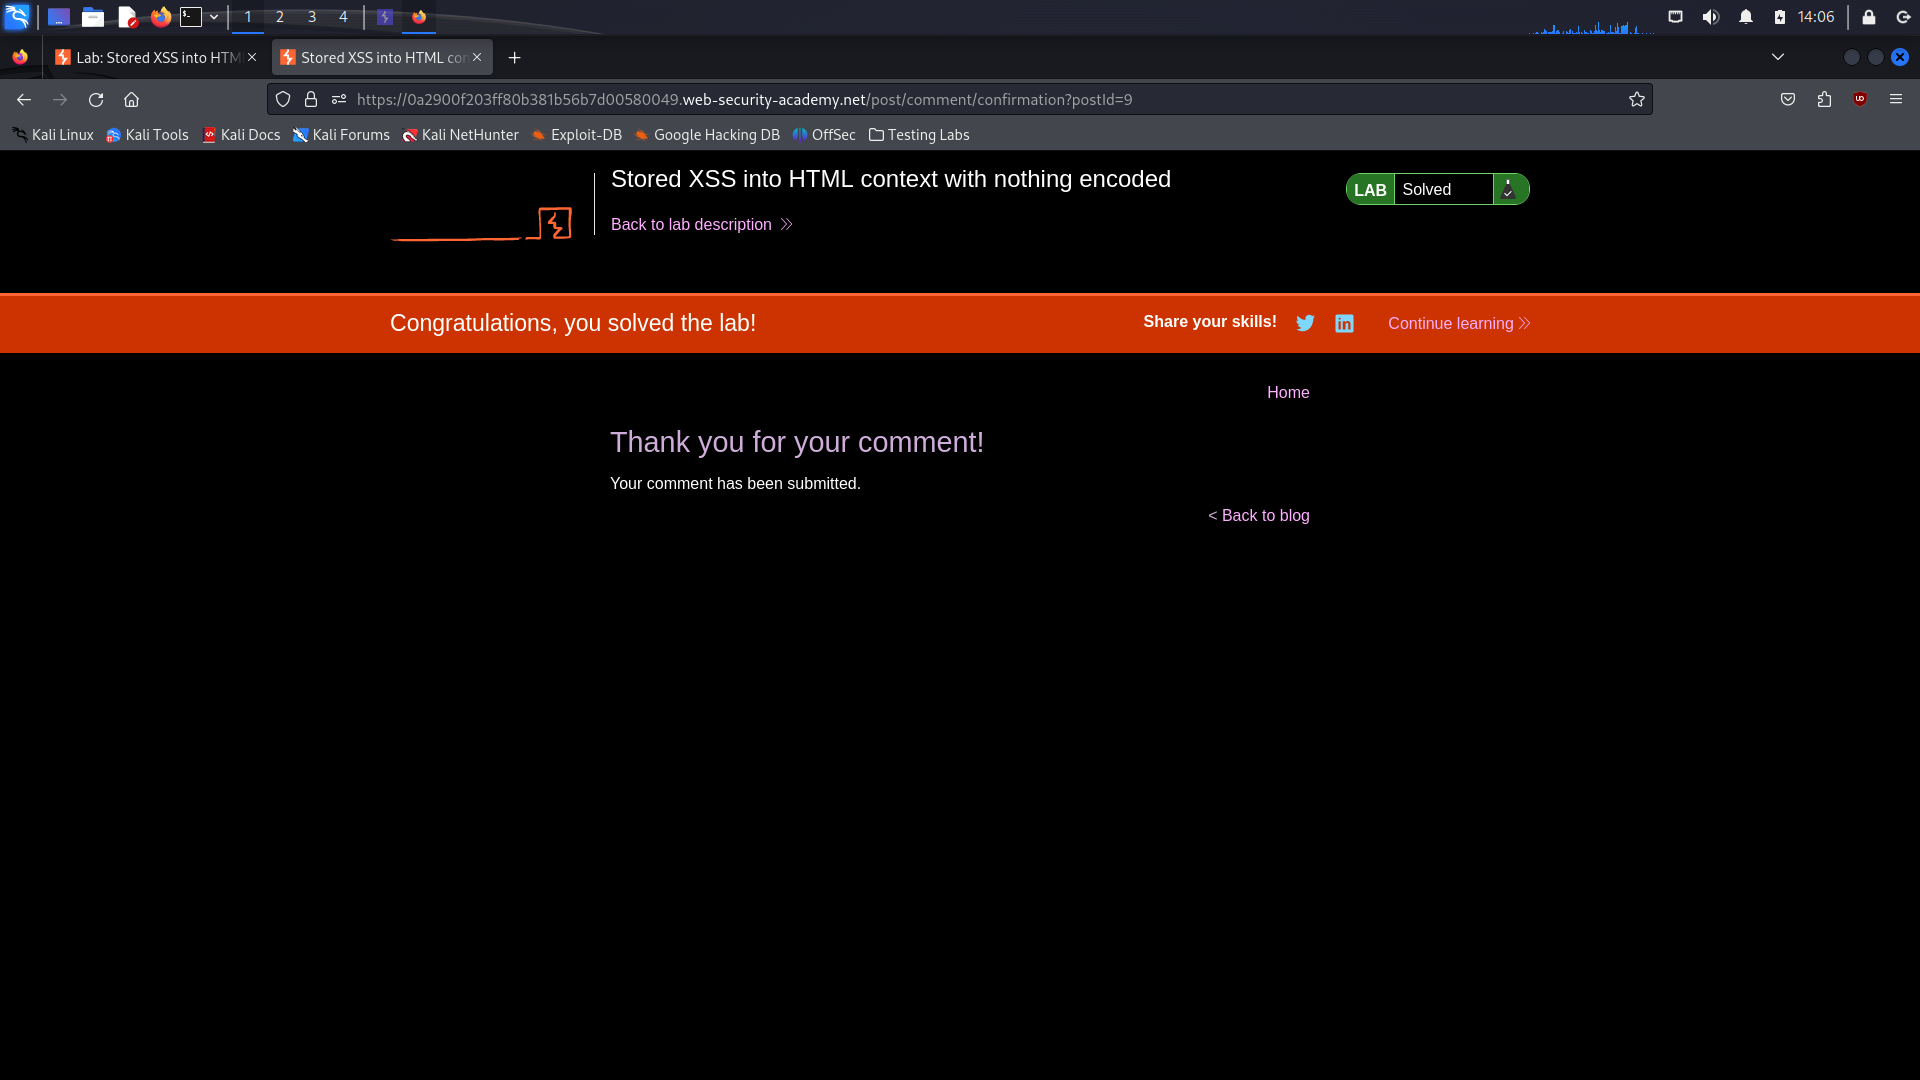 1 2 3 4 14:06
Lab: Stored XSS into HTM Stored XSS into HTML con
https://0a2900f203ff80b381b56b7d00580049.web-security-academy.net/post/comment/confirmation?postId=9
Kali Linux Kali Tools Kali Docs Kali Forums Kali NetHunter Exploit-DB Google Hacking DB OffSec Testing Labs
Stored XSS into HTML context with nothing encoded
LAB Solved
Back to lab description
Congratulations, you solved the lab! Share your skills! Continue learning
Home
Thank you for your comment!
Your comment has been submitted.
< Back to blog